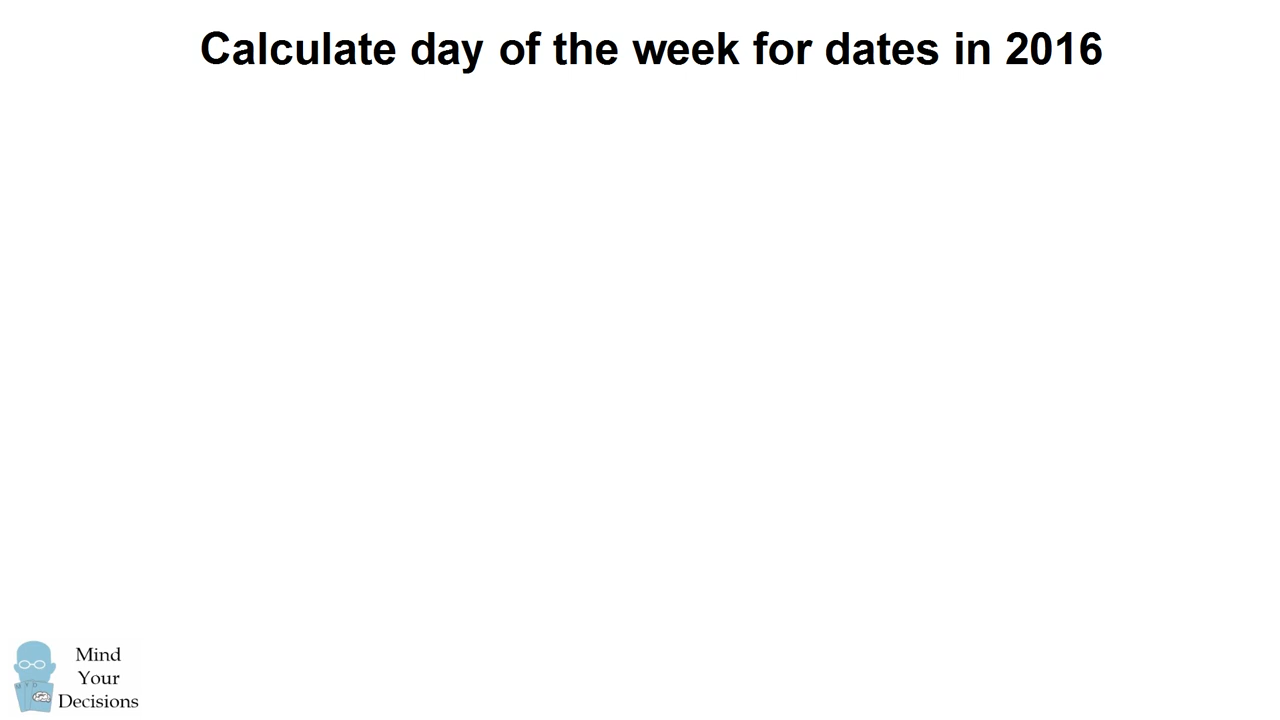 Calculate day of the week for dates in 2016
Mind
Your
Decisions